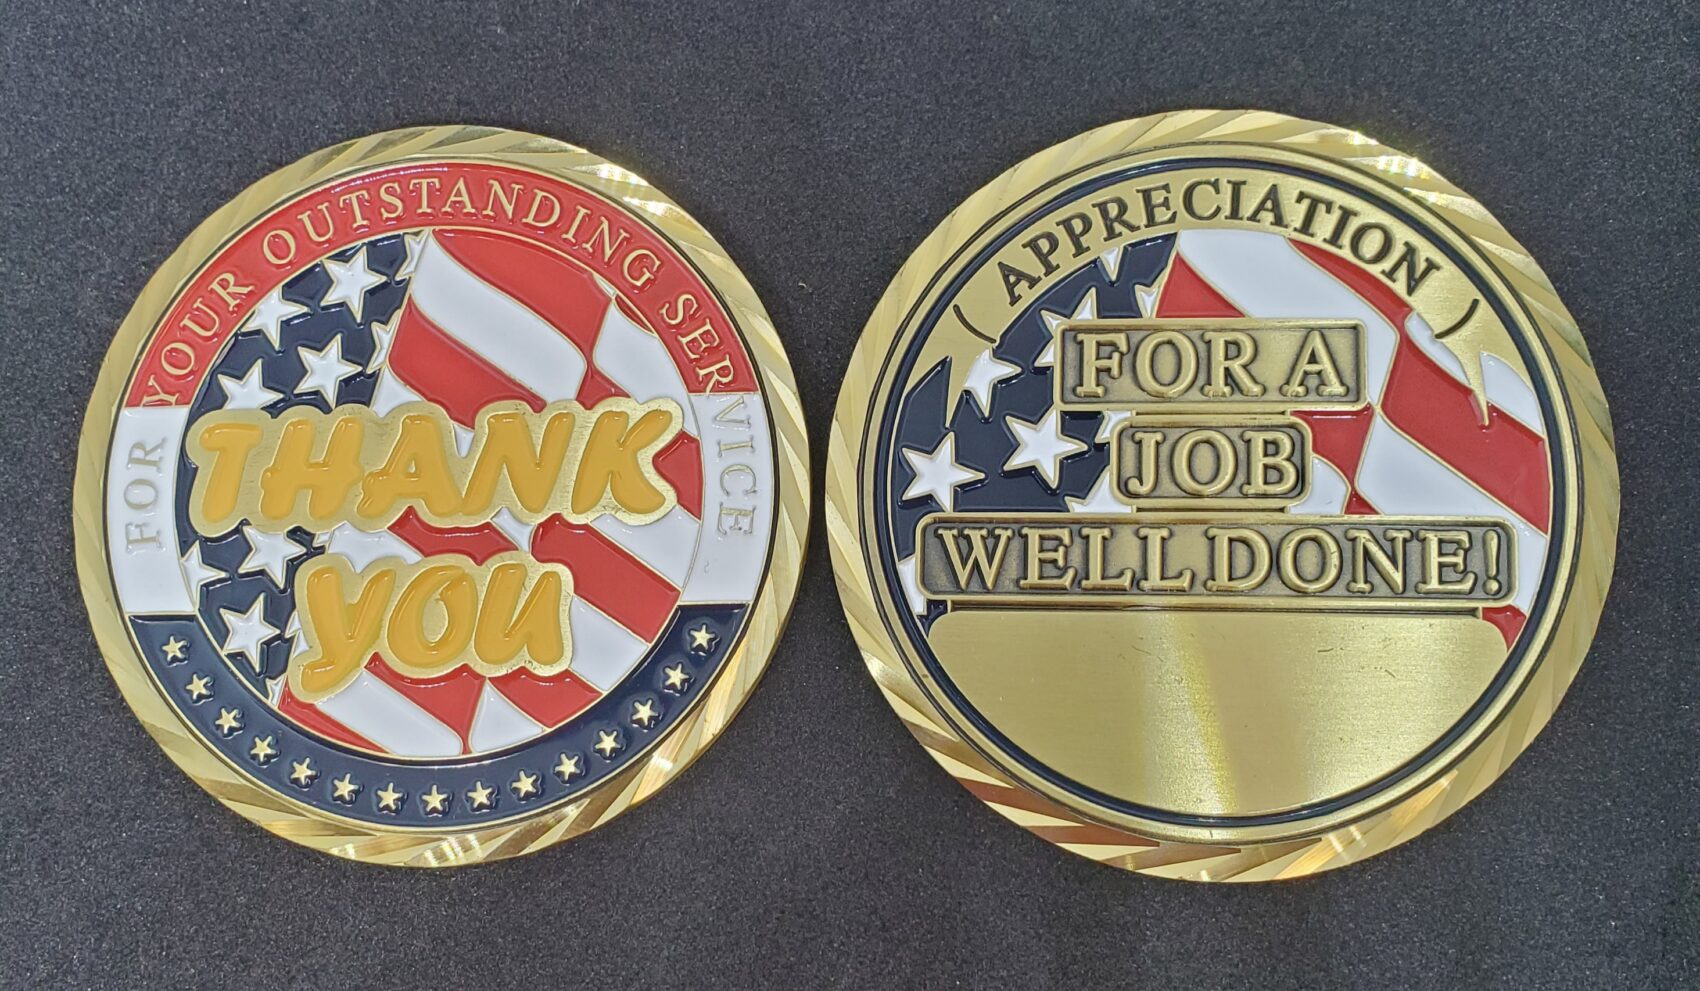 FOR YOUR OUTSTANDING SERVICE
THANK
YOU
APPRECIATION
FOR A
JOB
WELL DONE!